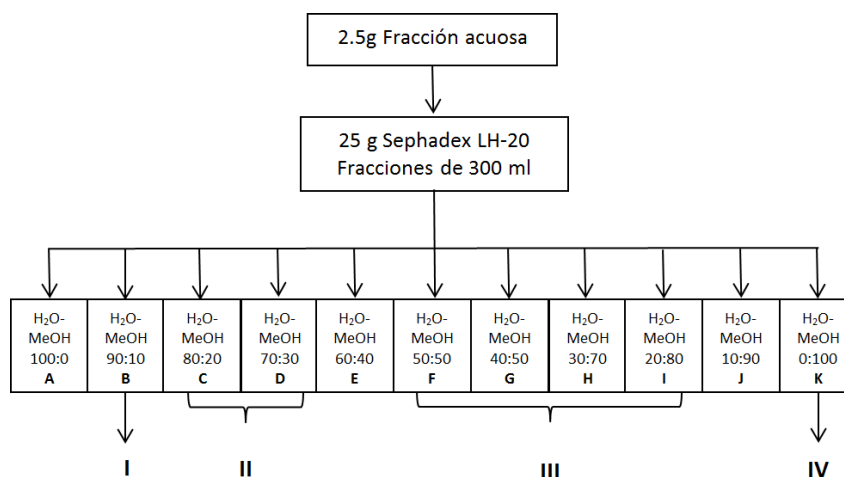 2.5g Fracción acuosa
25 g Sephadex LH-20
Fracciones de 300 ml
H₂O-
MeOH
100:0
A
H₂O-
MeOH
90:10
B
H₂O-
MeOH
80:20
C
H₂O-
MeOH
70:30
D
H₂O-
MeOH
60:40
E
H₂O-
MeOH
50:50
F
H₂O-
MeOH
40:50
G
H₂O-
MeOH
30:70
H
H₂O-
MeOH
20:80
I
H₂O-
MeOH
10:90
J
H₂O-
MeOH
0:100
K
I
II
III
IV